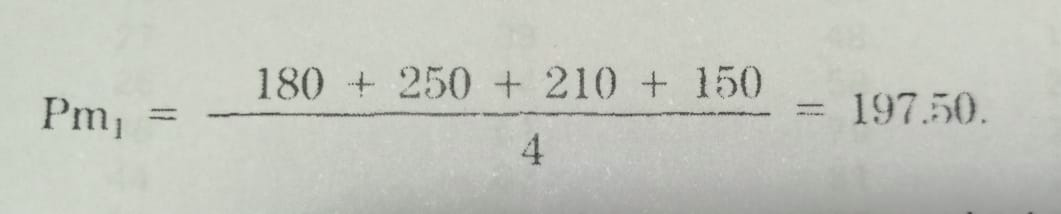 Pm₁ = (180 + 250 + 210 + 150) / 4 = 197.50.